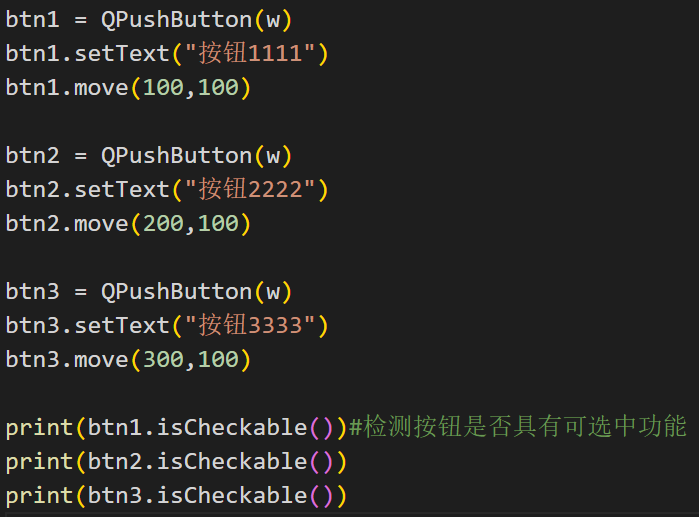 btn1 = QPushButton(w)
btn1.setText("按钮1111")
btn1.move(100,100)
btn2 = QPushButton(w)
btn2.setText("按钮2222")
btn2.move(200,100)
btn3 = QPushButton(w)
btn3.setText("按钮3333")
btn3.move(300,100)
print(btn1.isCheckable())#检测按钮是否具有可选中功能
print(btn2.isCheckable())
print(btn3.isCheckable())